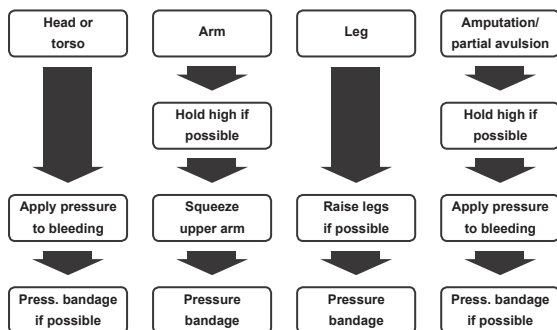 Head or
torso
Arm
Leg
Amputation/
partial avulsion
Hold high if
possible
Hold high if
possible
Apply pressure
to bleeding
Squeeze
upper arm
Raise legs
if possible
Apply pressure
to bleeding
Press. bandage
if possible
Pressure
bandage
Pressure
bandage
Press. bandage
if possible